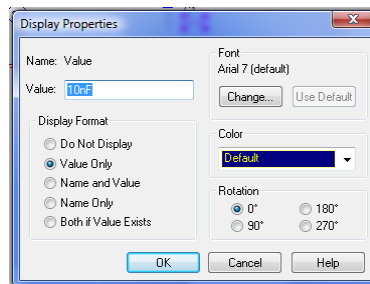 Display Properties
Name: Value
Value: 10nF
Display Format
Do Not Display
Value Only
Name and Value
Name Only
Both if Value Exists
Font
Arial 7 (default)
Change... Use Default
Color
Default
Rotation
0° 180°
90° 270°
OK Cancel Help